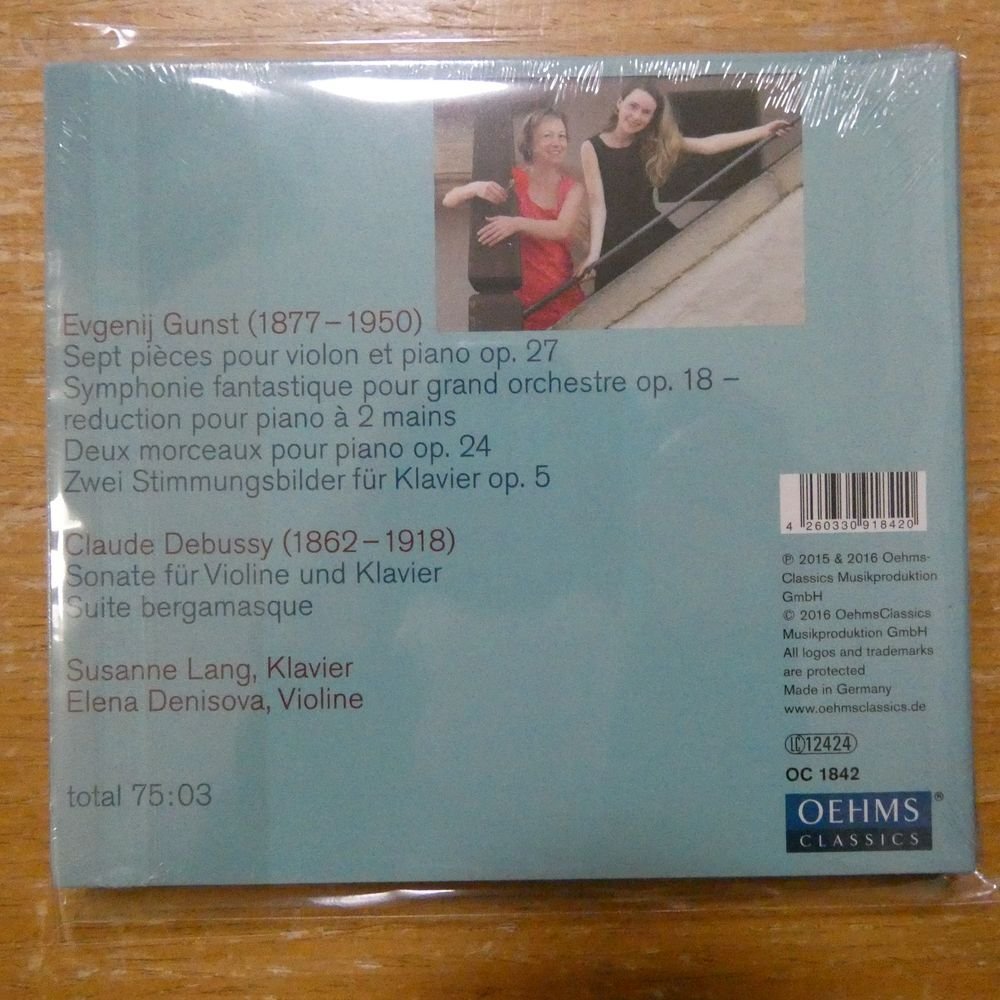 Evgenij Gunst (1877–1950)
Sept pièces pour violon et piano op. 27
Symphonie fantastique pour grand orchestre op. 18 –
reduction pour piano à 2 mains
Deux morceaux pour piano op. 24
Zwei Stimmungsbilder für Klavier op. 5
Claude Debussy (1862–1918)
Sonate für Violine und Klavier
Suite bergamasque
Susanne Lang, Klavier
Elena Denisova, Violine
total 75:03
4 260330 918420
℗ 2015 & 2016 Oehms-
Classics Musikproduktion
GmbH
© 2016 OehmsClassics
Musikproduktion GmbH
All logos and trademarks
are protected
Made in Germany
www.oehmsclassics.de
LC 12424
OC 1842
OEHMS®
CLASSICS